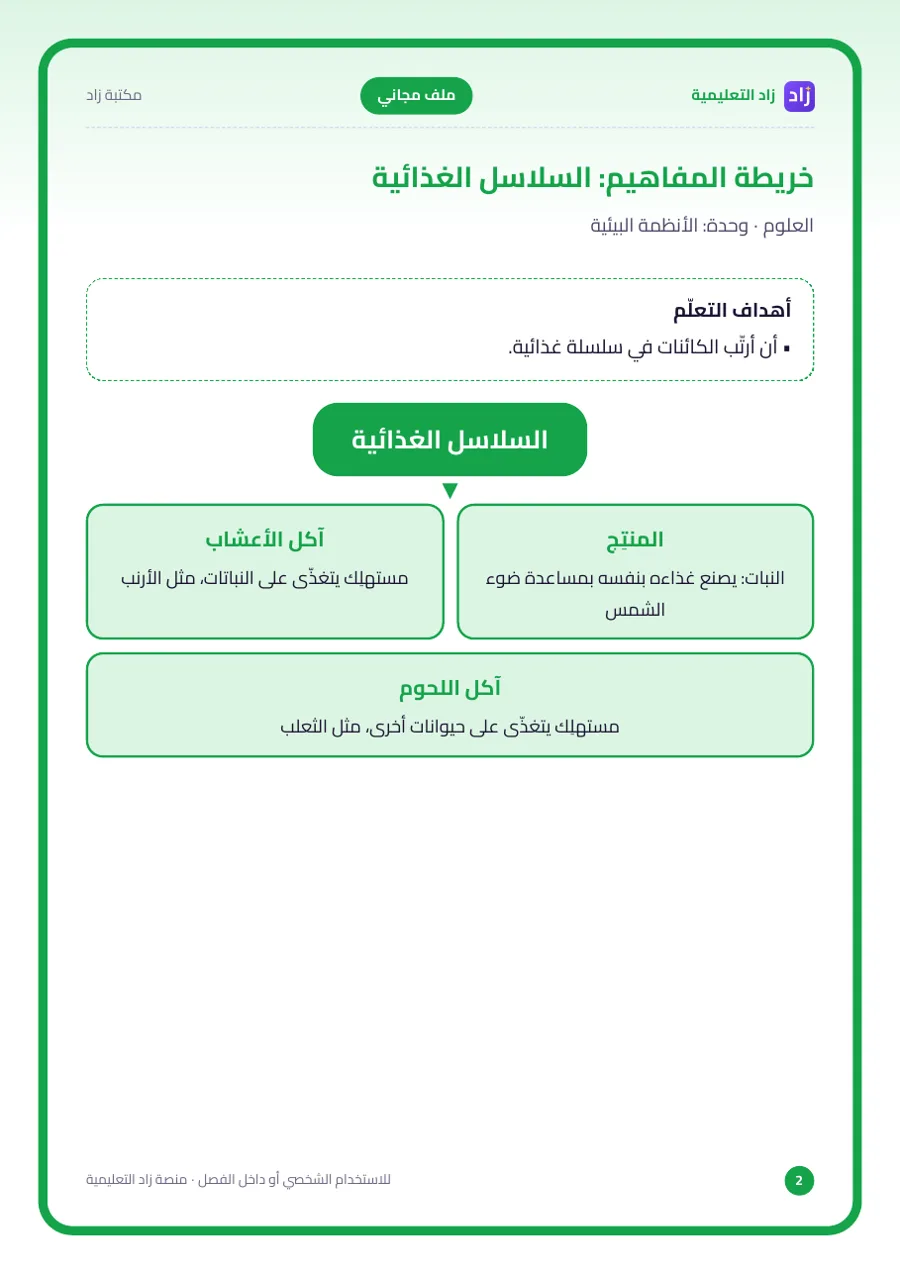 زاد
زاد التعليمية
ملف مجاني
مكتبة زاد
خريطة المفاهيم: السلاسل الغذائية
العلوم · وحدة: الأنظمة البيئية
أهداف التعلّم
▪ أن أرتّب الكائنات في سلسلة غذائية.
السلاسل الغذائية
المنتِج
النبات: يصنع غذاءه بنفسه بمساعدة ضوء
الشمس
آكل الأعشاب
مستهلِك يتغذّى على النباتات، مثل الأرنب
آكل اللحوم
مستهلِك يتغذّى على حيوانات أخرى، مثل الثعلب
2
للاستخدام الشخصي أو داخل الفصل · منصة زاد التعليمية